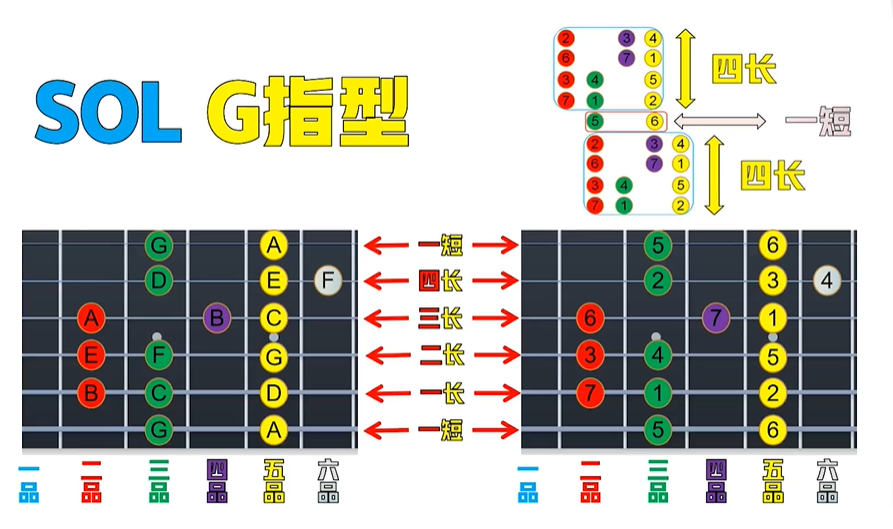 SOL G指型
2 3 4
6 7 1
3 4 5
7 1 2
四长
5 6
一短
2 3 4
6 7 1
3 4 5
7 1 2
四长
G A 一短 5 6
D E F 四长 2 3 4
A B C 三长 6 7 1
E F G 二长 3 4 5
B C D 一长 7 1 2
G A 一短 5 6
一品 二品 三品 四品 五品 六品 一品 二品 三品 四品 五品 六品